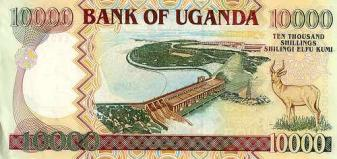 10000 BANK OF UGANDA 10000
TEN THOUSAND
SHILLINGS
SHILINGI ELFU KUMI
10000 10000